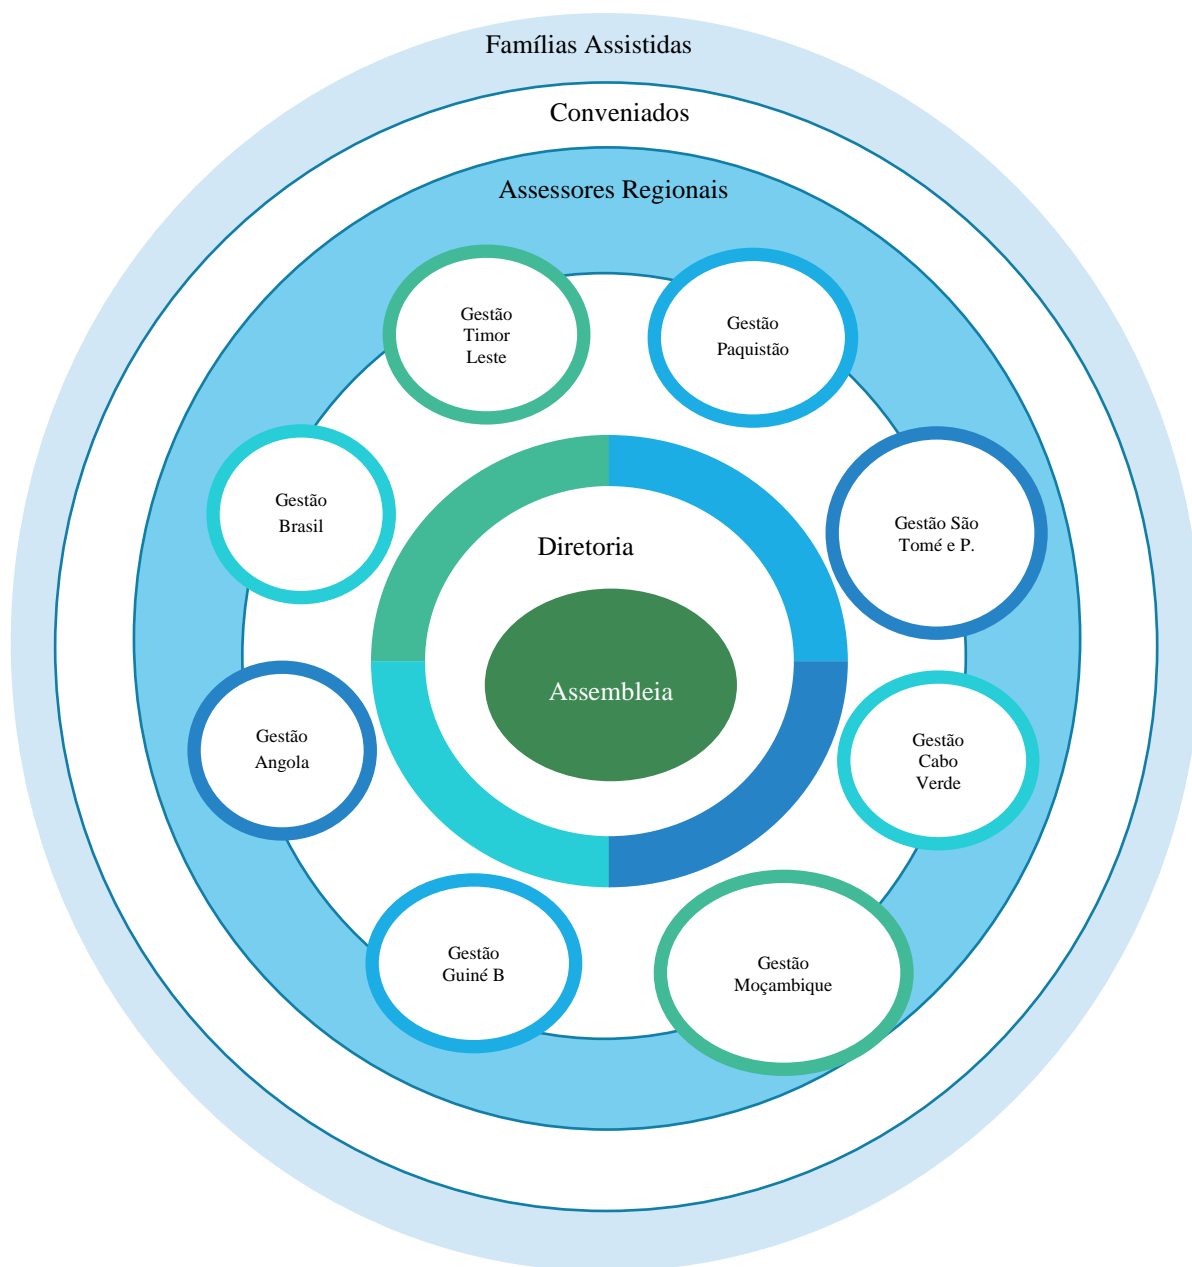 Famílias Assistidas
Conveniados
Assessores Regionais
Gestão
Timor
Leste
Gestão
Paquistão
Gestão
Brasil
Gestão São
Tomé e P.
Diretoria
Assembleia
Gestão
Angola
Gestão
Cabo
Verde
Gestão
Guiné B
Gestão
Moçambique